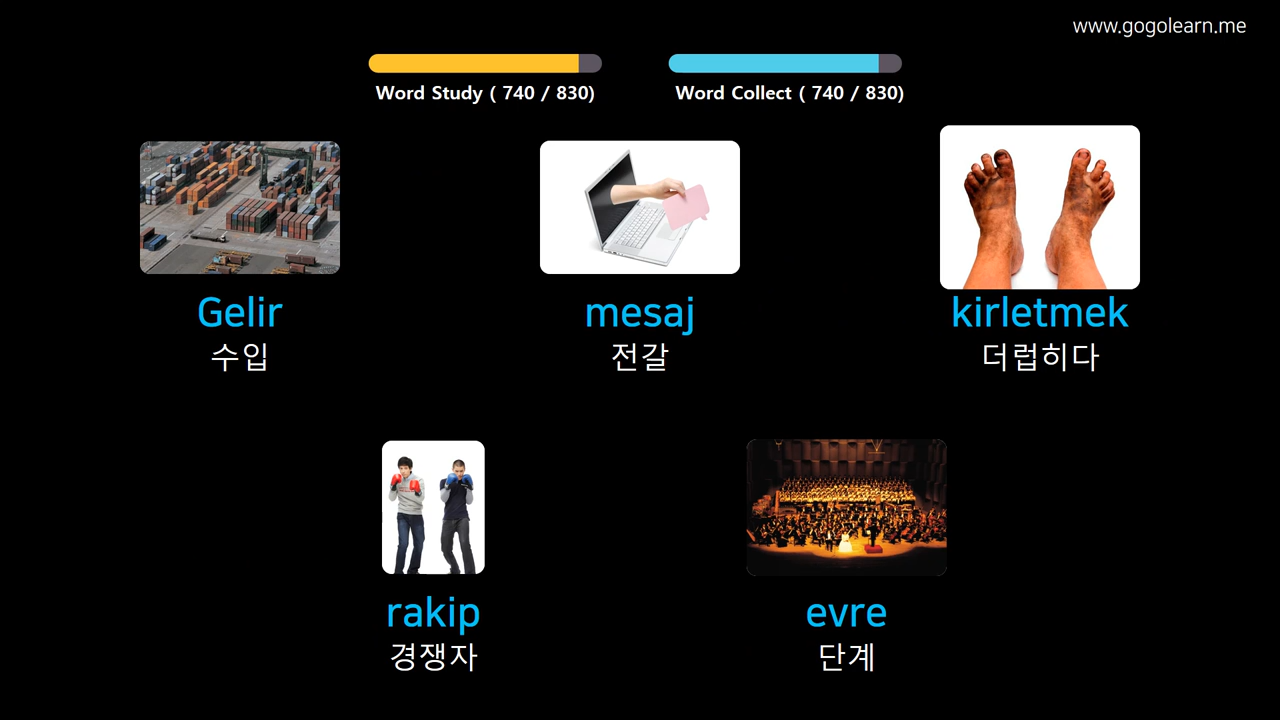 www.gogolearn.me
Word Study ( 740 / 830)
Word Collect ( 740 / 830)
Gelir
수입
mesaj
전갈
kirletmek
더럽히다
rakip
경쟁자
evre
단계